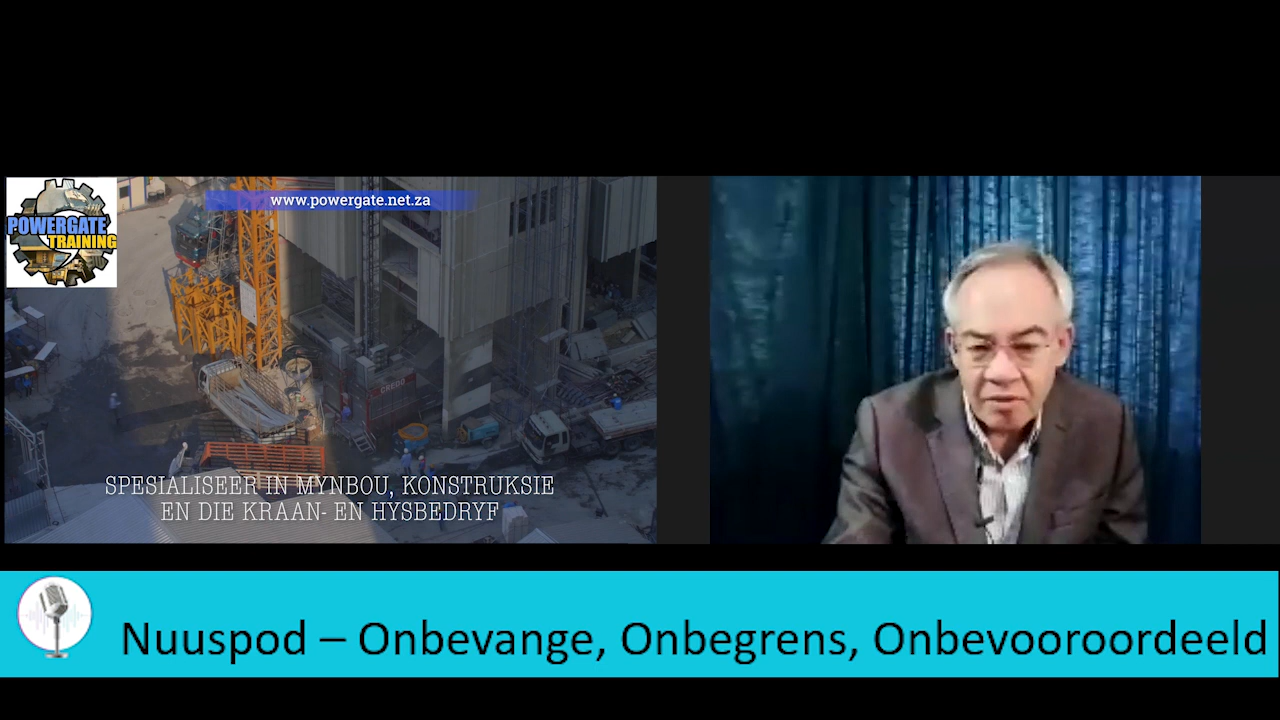 POWERGATE
TRAINING
www.powergate.net.za
SPESIALISEER IN MYNBOU, KONSTRUKSIE
EN DIE KRAAN- EN HYSBEDRYF
Nuuspod – Onbevange, Onbegrens, Onbevooroordeeld